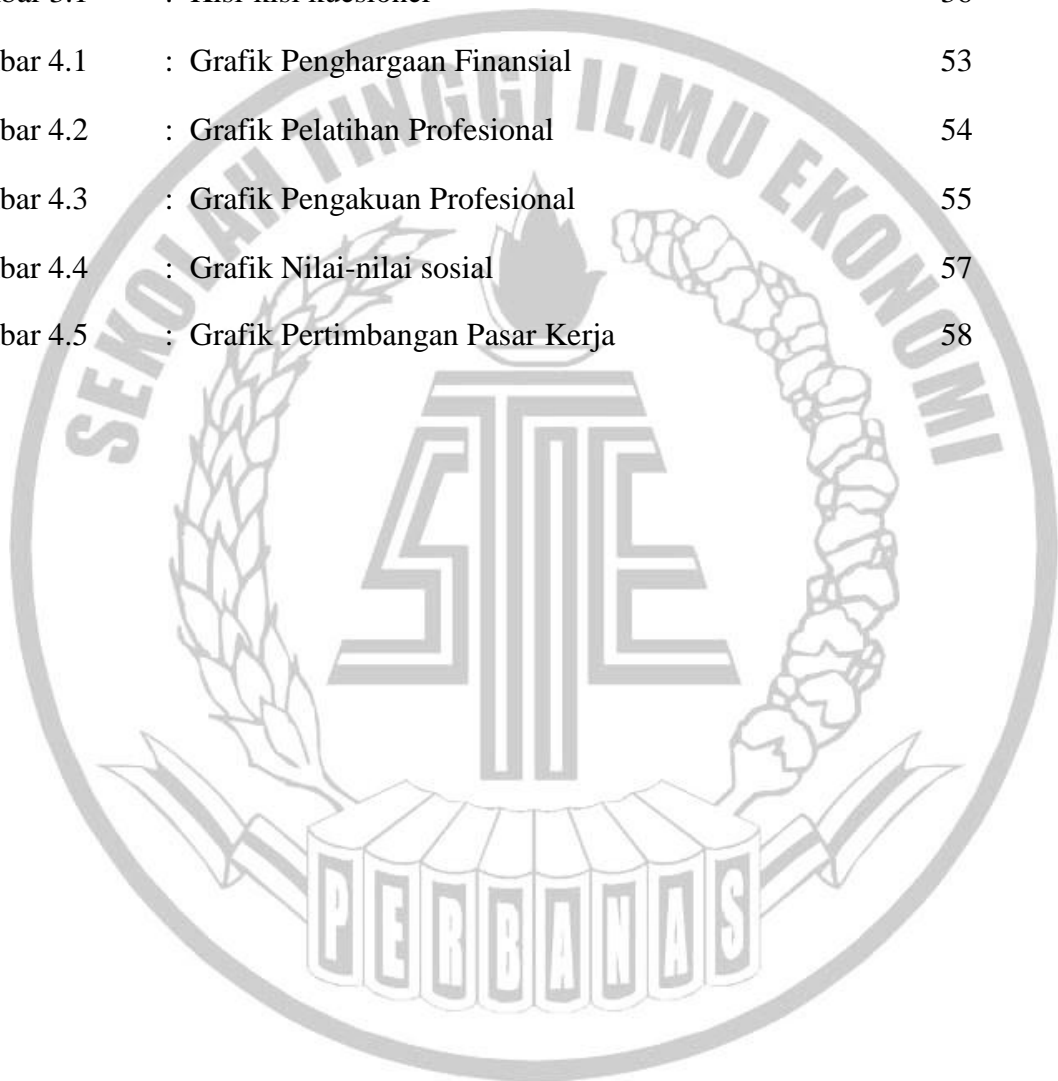 bar 4.1 : Grafik Penghargaan Finansial 53
bar 4.2 : Grafik Pelatihan Profesional 54
bar 4.3 : Grafik Pengakuan Profesional 55
bar 4.4 : Grafik Nilai-nilai sosial 57
bar 4.5 : Grafik Pertimbangan Pasar Kerja 58
SEKOLAH TINGGI ILMU EKONOMI
STIE
PERBANAS